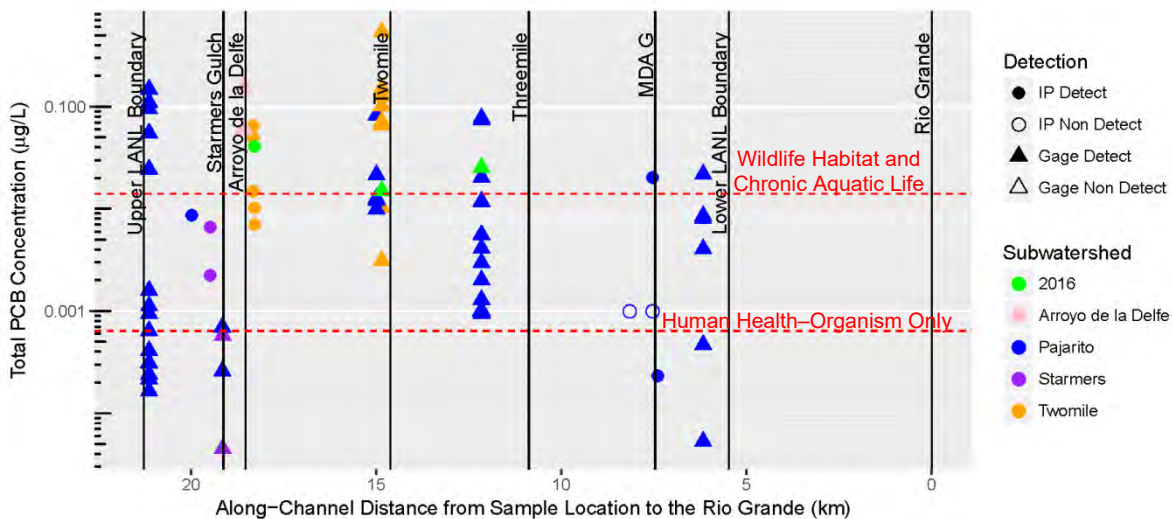 Total PCB Concentration (µg/L)
0.100
0.001
Upper LANL Boundary
Starmers Gulch
Arroyo de la Delfe
Twomile
Threemile
MDA G
Lower LANL Boundary
Rio Grande
Wildlife Habitat and
Chronic Aquatic Life
Human Health–Organism Only
20
15
10
5
0
Along−Channel Distance from Sample Location to the Rio Grande (km)
Detection
IP Detect
IP Non Detect
Gage Detect
Gage Non Detect
Subwatershed
2016
Arroyo de la Delfe
Pajarito
Starmers
Twomile